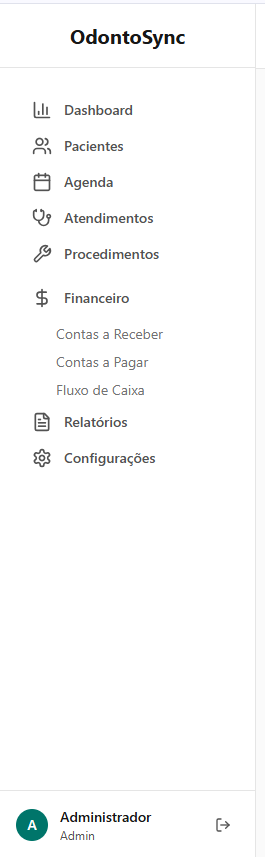 OdontoSync
Dashboard
Pacientes
Agenda
Atendimentos
Procedimentos
Financeiro
Contas a Receber
Contas a Pagar
Fluxo de Caixa
Relatórios
Configurações
A
Administrador
Admin